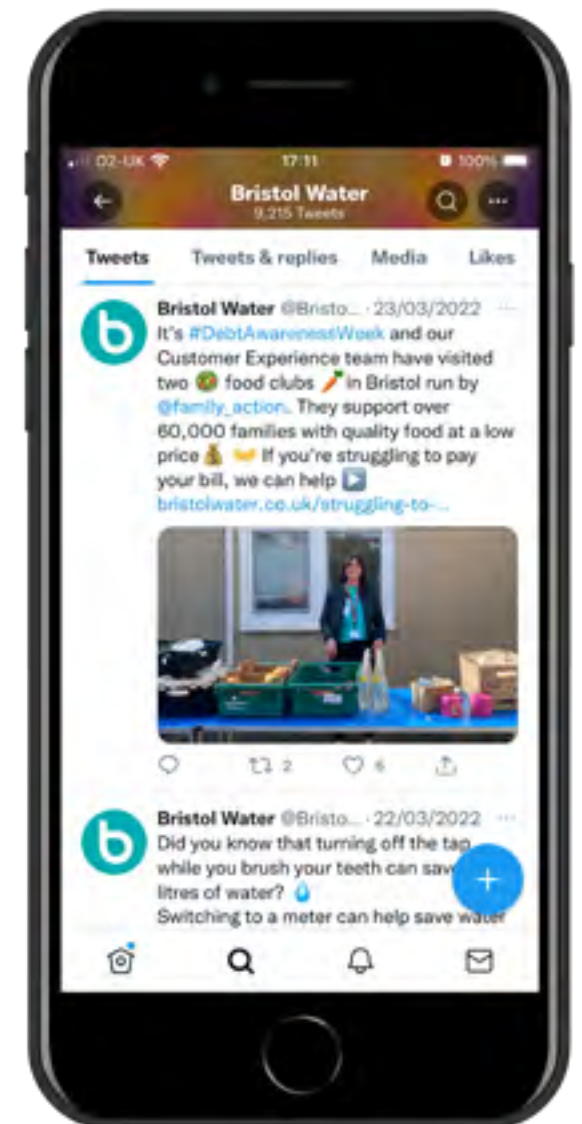 O2-UK 17:11 100%
Bristol Water
9,215 Tweets
Tweets Tweets & replies Media Likes
Bristol Water @Bristo... · 23/03/2022
It's #DebtAwarenessWeek and our
Customer Experience team have visited
two 🥗 food clubs 🥕 in Bristol run by
@family_action. They support over
60,000 families with quality food at a low
price 💰 🤝 If you're struggling to pay
your bill, we can help ▶️
bristolwater.co.uk/struggling-to-...
2 6
Bristol Water @Bristo... · 22/03/2022
Did you know that turning off the tap
while you brush your teeth can sav
litres of water? 💧
Switching to a meter can help save water